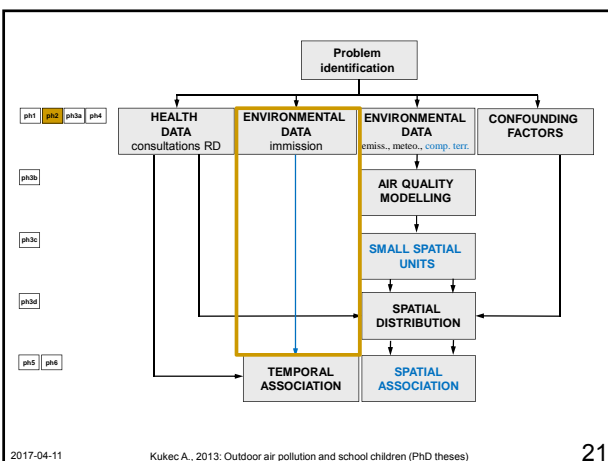 Problem
identification
ph1 ph2 ph3a ph4
HEALTH
DATA
consultations RD
ENVIRONMENTAL
DATA
immission
ENVIRONMENTAL
DATA
emiss., meteo., comp. terr.
CONFOUNDING
FACTORS
ph3b
AIR QUALITY
MODELLING
ph3c
SMALL SPATIAL
UNITS
ph3d
SPATIAL
DISTRIBUTION
ph5 ph6
TEMPORAL
ASSOCIATION
SPATIAL
ASSOCIATION
2017-04-11
Kukec A., 2013: Outdoor air pollution and school children (PhD theses)
21